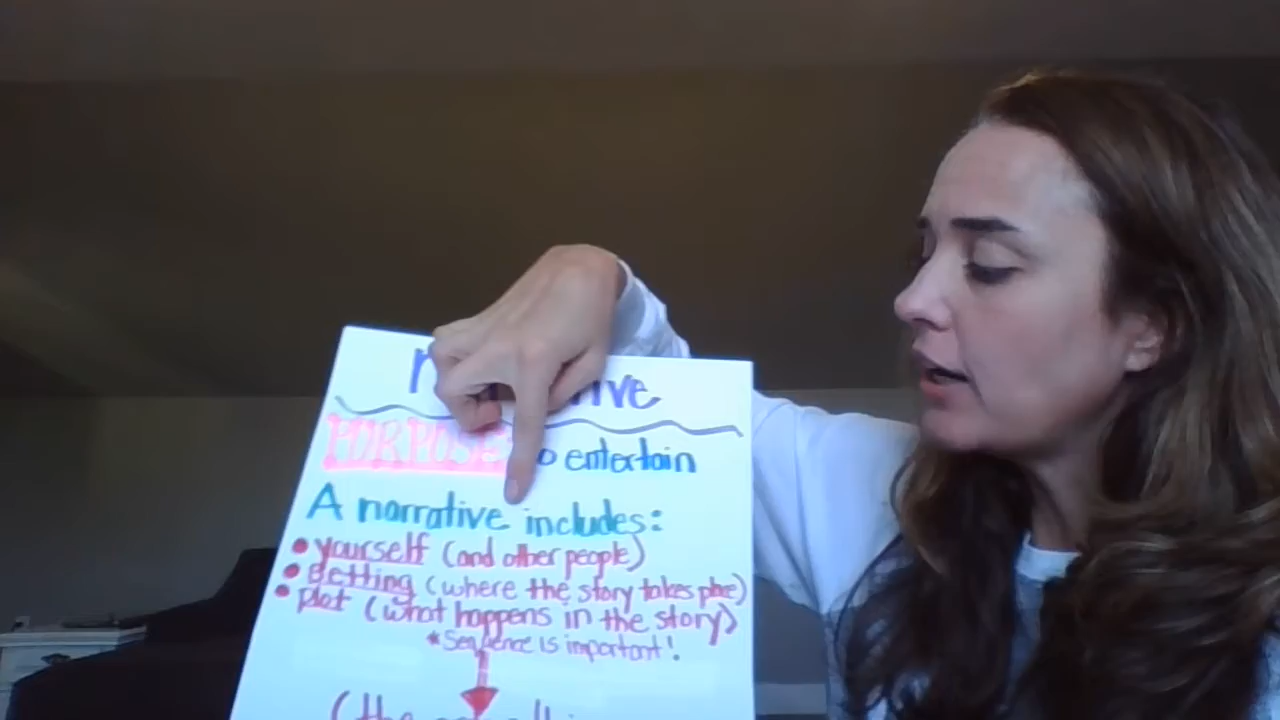 PURPOSE
entertain
A narrative includes:
• yourself (and other people)
• setting (where the story takes place)
• plot (what happens in the story)
*Sequence is important!
(the